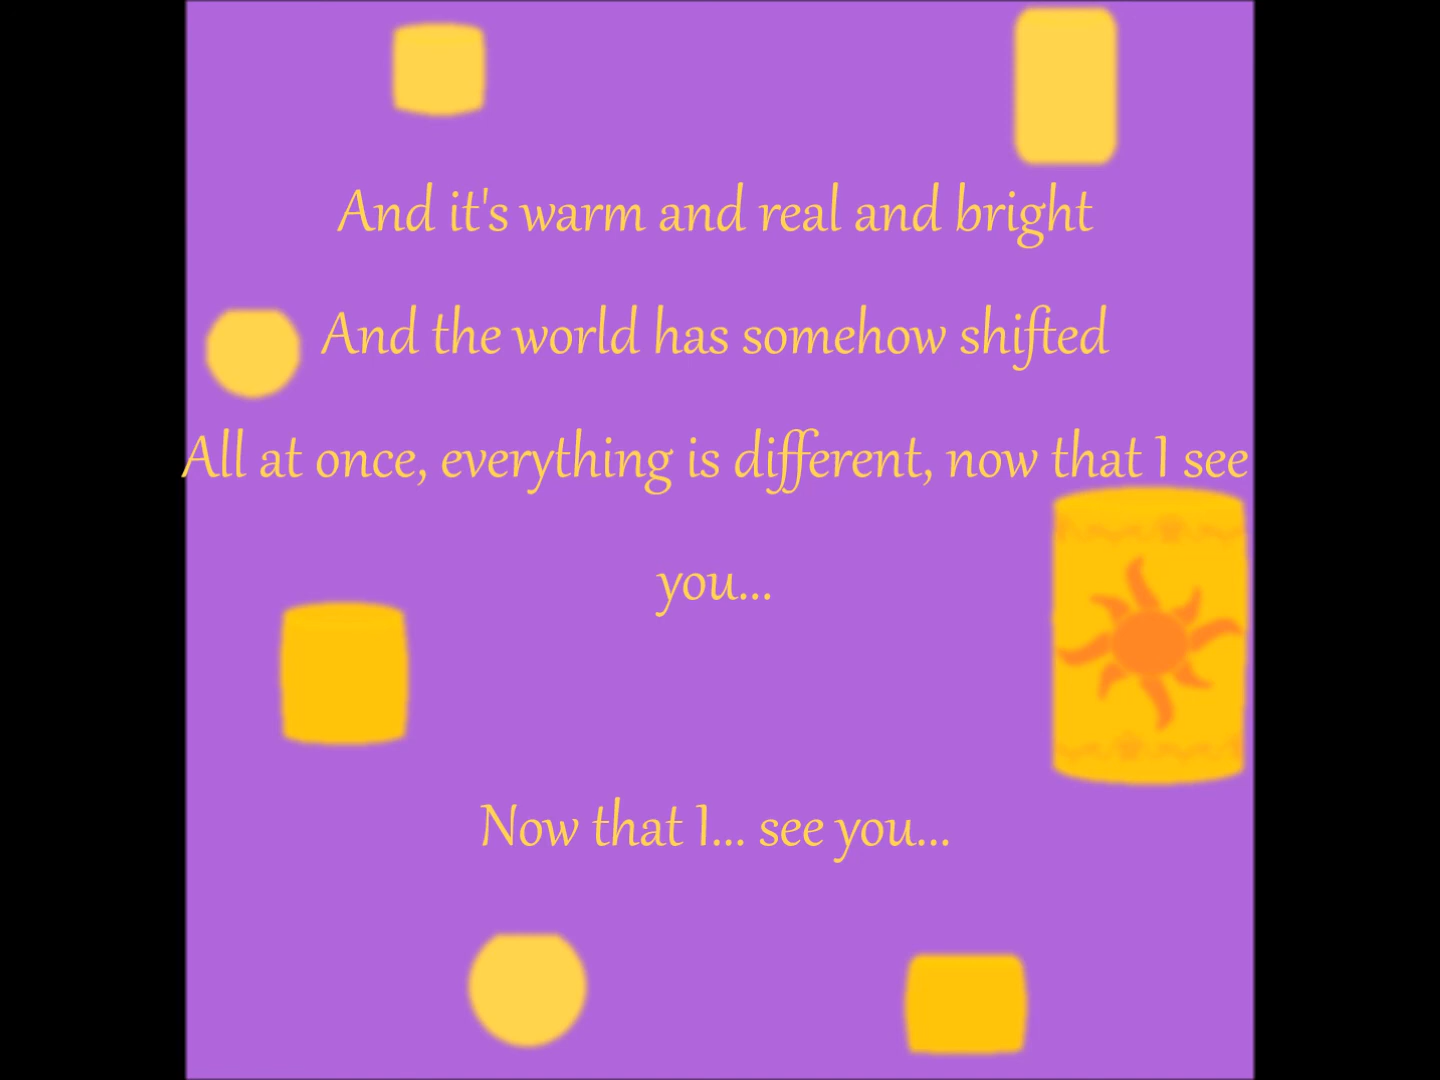 And it's warm and real and bright
And the world has somehow shifted
All at once, everything is different, now that I see
you...
Now that I... see you...